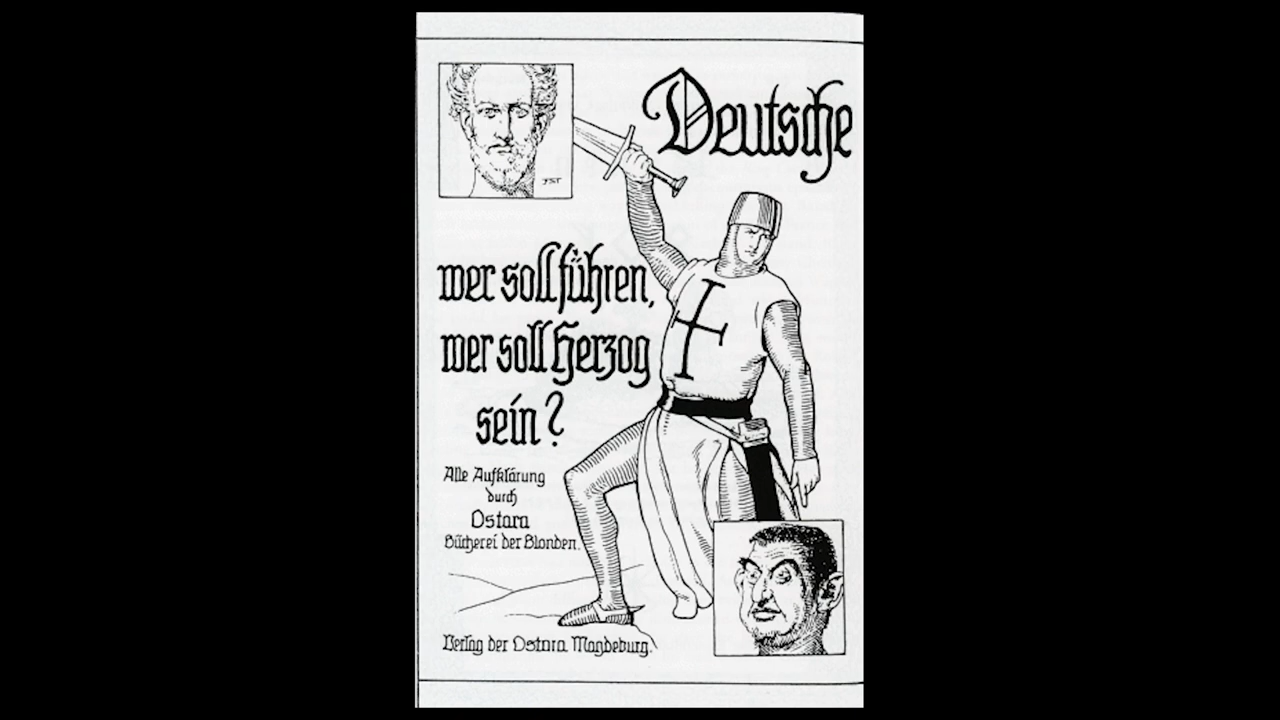 Deutsche
wer soll führen,
wer soll Herzog
sein?
Alle Aufklärung
durch
Ostara
Bücherei der Blonden.
Verlag der Ostara Magdeburg.